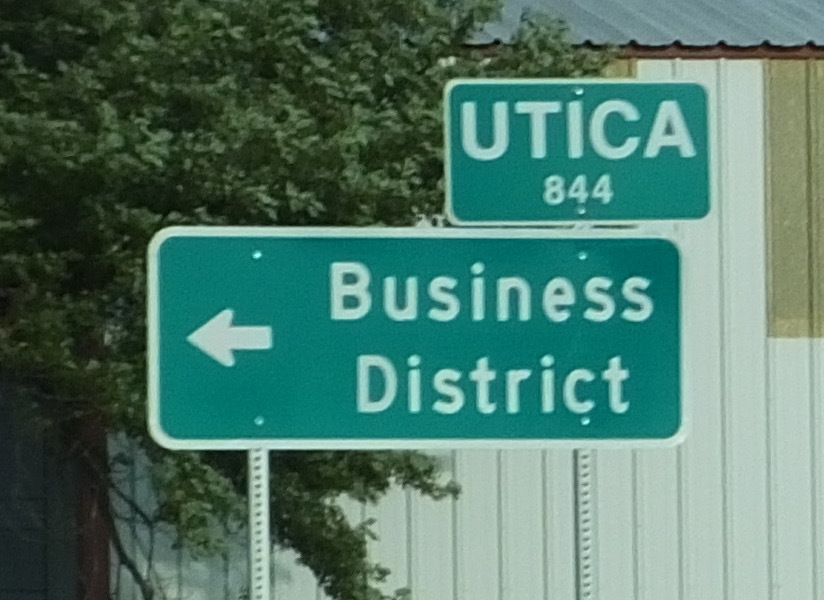 UTICA
844
Business
District